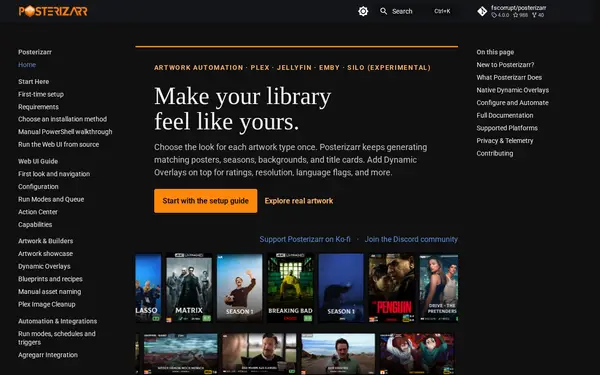 POSTERIZARR
Search
Ctrl+K
fscorrupt/posterizarr
4.0.0 988 40
Posterizarr
Home
Start Here
First-time setup
Requirements
Choose an installation method
Manual PowerShell walkthrough
Run the Web UI from source
Web UI Guide
First look and navigation
Configuration
Run Modes and Queue
Action Center
Capabilities
Artwork & Builders
Artwork showcase
Dynamic Overlays
Blueprints and recipes
Manual asset naming
Plex Image Cleanup
Automation & Integrations
Run modes, schedules and
triggers
Agregarr Integration
ARTWORK AUTOMATION • PLEX • JELLYFIN • EMBY • SILO (EXPERIMENTAL)
Make your library
feel like yours.
Choose the look for each artwork type once. Posterizarr keeps generating
matching posters, seasons, backgrounds, and title cards. Add Dynamic
Overlays on top for ratings, resolution, language flags, and more.
Start with the setup guide
Explore real artwork
Support Posterizarr on Ko-fi · Join the Discord community
LASSO
MATRIX
SEASON 1
BREAKING BAD
SEASON 1
THE PENGUIN
DRIVE - THE
PRETENDERS
On this page
New to Posterizarr?
What Posterizarr Does
Native Dynamic Overlays
Configure and Automate
Full Documentation
Supported Platforms
Privacy & Telemetry
Contributing